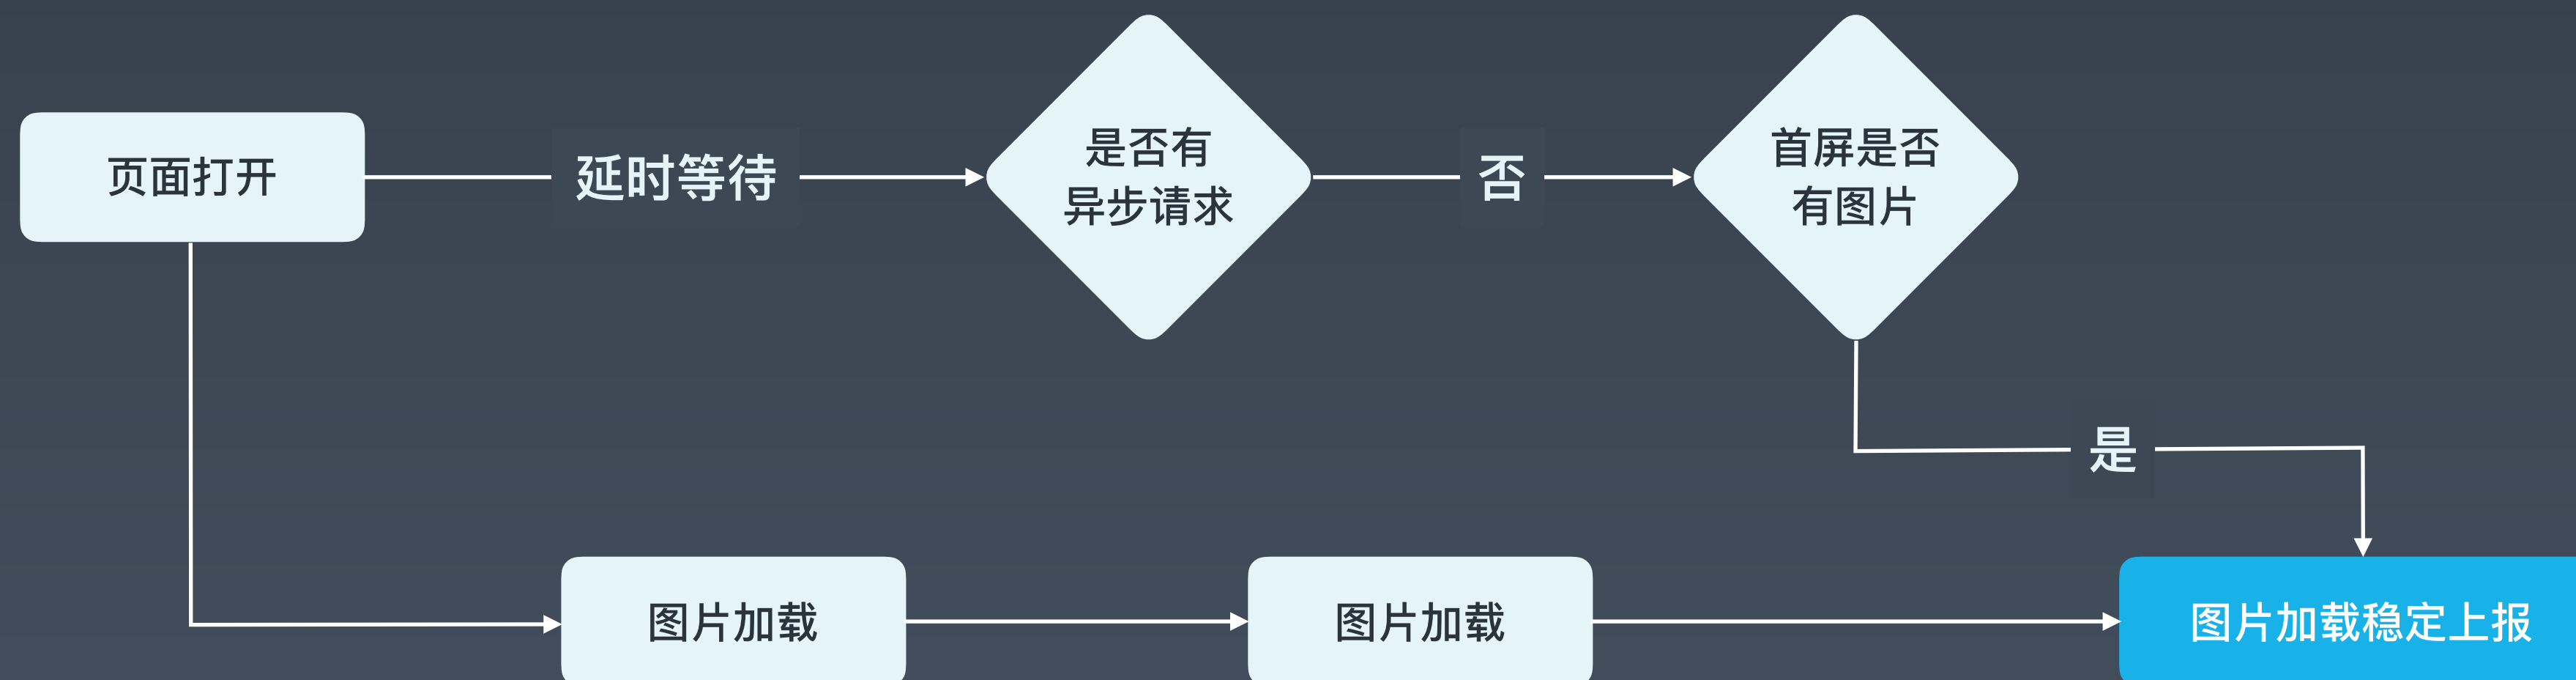 页面打开
延时等待
是否有
异步请求
否
首屏是否
有图片
是
图片加载
图片加载
图片加载稳定上报